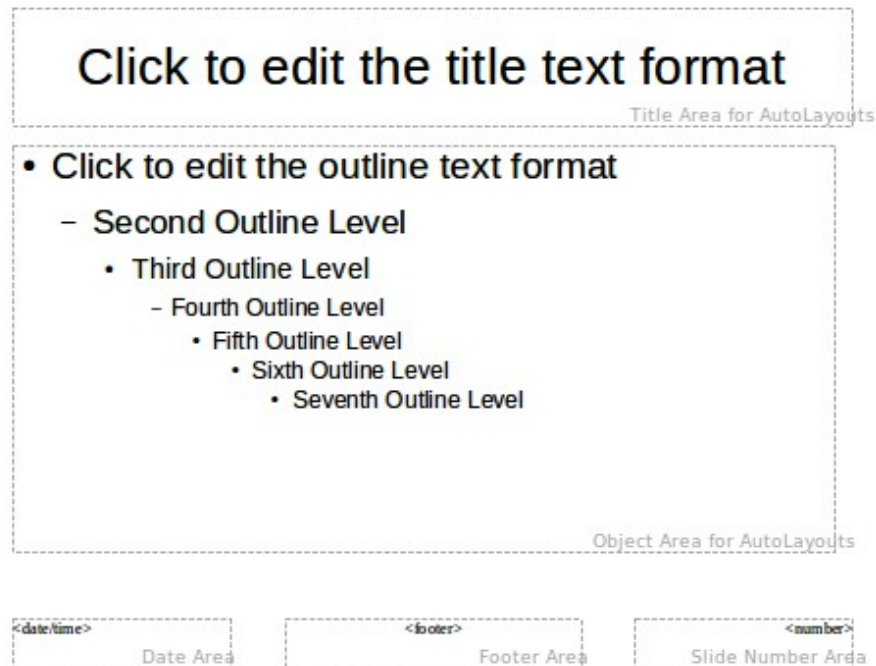 Click to edit the title text format
Title Area for AutoLayouts
• Click to edit the outline text format
– Second Outline Level
• Third Outline Level
– Fourth Outline Level
• Fifth Outline Level
• Sixth Outline Level
• Seventh Outline Level
Object Area for AutoLayouts
<date/time> <footer> <number>
Date Area Footer Area Slide Number Area